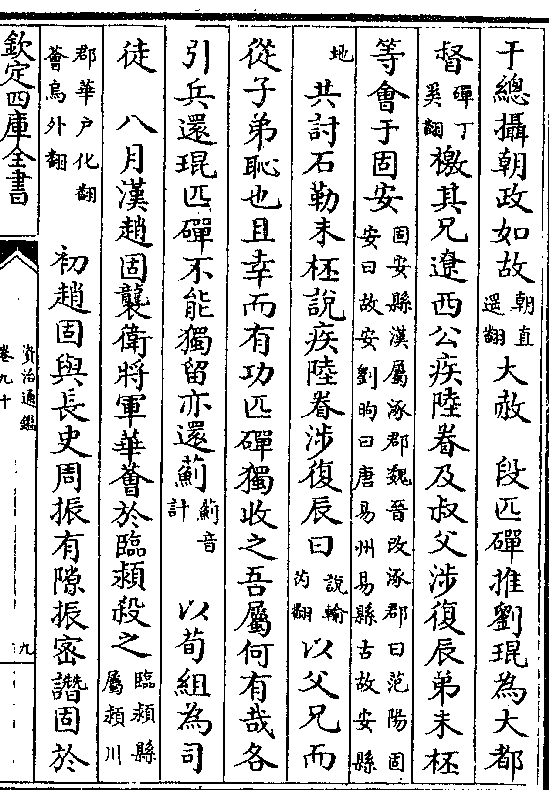 于總攝朝政如故朝直遥翻大赦　段匹磾推劉琨為大都
督磾丁奚翻檄其兄遼西公疾陸眷及叔父涉復辰弟末柸
等會于固安固安縣漢屬涿郡魏晉改涿郡曰范陽固安曰故安劉昫曰唐易州易縣古故安縣
地共討石勒末柸說疾陸眷涉復辰曰說輸芮翻以父兄而
從子弟恥也且幸而有功匹磾獨收之吾屬何有哉各
引兵還琨匹磾不能獨留亦還薊薊音計　以荀組為司
徒　八月漢趙固襲衛將軍華薈於臨潁殺之臨潁縣屬潁川
郡華户化翻薈烏外翻　初趙固與長史周振有隙振密譖固於
欽定四庫全書
資治通鑑
卷九十
九